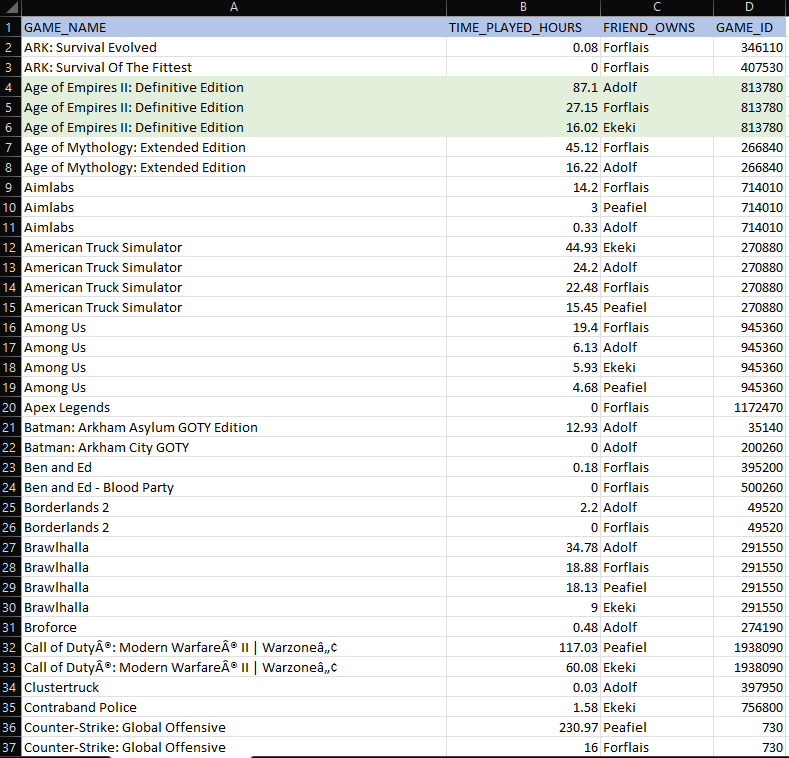 A B C D
1 GAME_NAME TIME_PLAYED_HOURS FRIEND_OWNS GAME_ID
2 ARK: Survival Evolved 0.08 Forflais 346110
3 ARK: Survival Of The Fittest 0 Forflais 407530
4 Age of Empires II: Definitive Edition 87.1 Adolf 813780
5 Age of Empires II: Definitive Edition 27.15 Forflais 813780
6 Age of Empires II: Definitive Edition 16.02 Ekeki 813780
7 Age of Mythology: Extended Edition 45.12 Forflais 266840
8 Age of Mythology: Extended Edition 16.22 Adolf 266840
9 Aimlabs 14.2 Forflais 714010
10 Aimlabs 3 Peafiel 714010
11 Aimlabs 0.33 Adolf 714010
12 American Truck Simulator 44.93 Ekeki 270880
13 American Truck Simulator 24.2 Adolf 270880
14 American Truck Simulator 22.48 Forflais 270880
15 American Truck Simulator 15.45 Peafiel 270880
16 Among Us 19.4 Forflais 945360
17 Among Us 6.13 Adolf 945360
18 Among Us 5.93 Ekeki 945360
19 Among Us 4.68 Peafiel 945360
20 Apex Legends 0 Forflais 1172470
21 Batman: Arkham Asylum GOTY Edition 12.93 Adolf 35140
22 Batman: Arkham City GOTY 0 Adolf 200260
23 Ben and Ed 0.18 Forflais 395200
24 Ben and Ed - Blood Party 0 Forflais 500260
25 Borderlands 2 2.2 Adolf 49520
26 Borderlands 2 0 Forflais 49520
27 Brawlhalla 34.78 Adolf 291550
28 Brawlhalla 18.88 Forflais 291550
29 Brawlhalla 18.13 Peafiel 291550
30 Brawlhalla 9 Ekeki 291550
31 Broforce 0.48 Adolf 274190
32 Call of DutyÂ®: Modern WarfareÂ® II | Warzoneâ„¢ 117.03 Peafiel 1938090
33 Call of DutyÂ®: Modern WarfareÂ® II | Warzoneâ„¢ 60.08 Ekeki 1938090
34 Clustertruck 0.03 Adolf 397950
35 Contraband Police 1.58 Ekeki 756800
36 Counter-Strike: Global Offensive 230.97 Peafiel 730
37 Counter-Strike: Global Offensive 16 Forflais 730